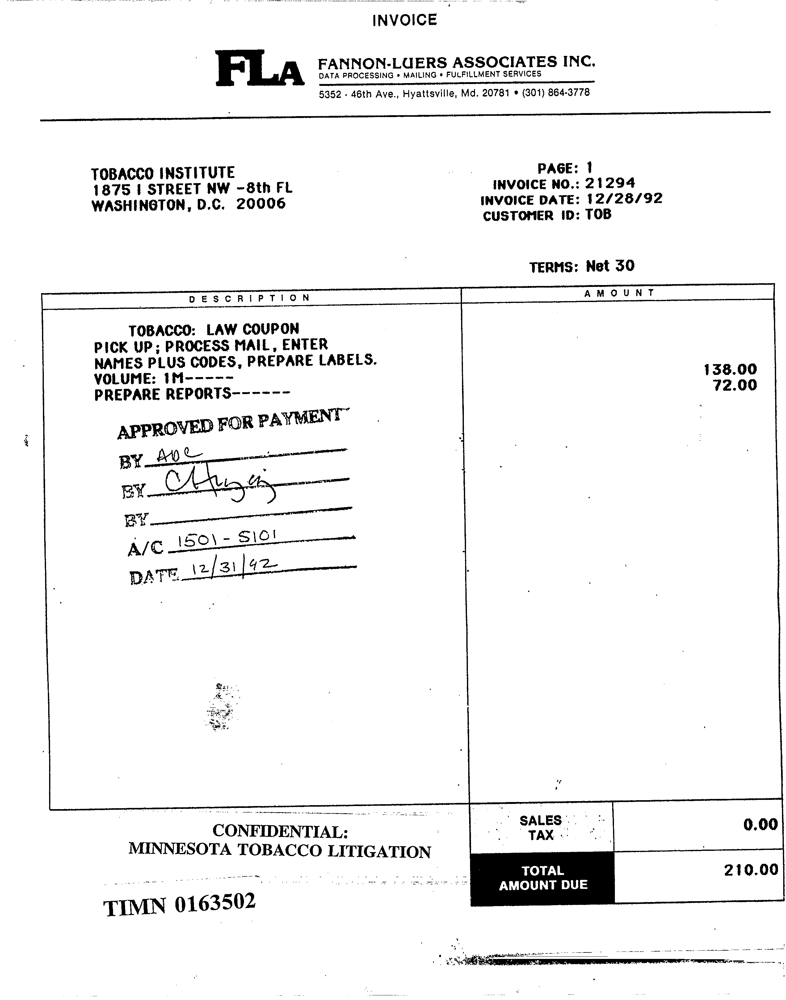 INVOICE
FLA
FANNON-LUERS ASSOCIATES INC.
DATA PROCESSING • MAILING • FULFILLMENT SERVICES
5352 - 46th Ave., Hyattsville, Md. 20781 • (301) 864-3778
TOBACCO INSTITUTE
1875 I STREET NW -8th FL
WASHINGTON, D.C. 20006
PAGE: 1
INVOICE NO.: 21294
INVOICE DATE: 12/28/92
CUSTOMER ID: TOB
TERMS: Net 30
DESCRIPTION AMOUNT
TOBACCO: LAW COUPON
PICK UP; PROCESS MAIL, ENTER
NAMES PLUS CODES, PREPARE LABELS.
VOLUME: 1M----- 138.00
PREPARE REPORTS------ 72.00
APPROVED FOR PAYMENT
BY
BY
BY
A/C 1501-5101
DATE 12/31/92
SALES TAX 0.00
TOTAL AMOUNT DUE 210.00
CONFIDENTIAL:
MINNESOTA TOBACCO LITIGATION
TIMN 0163502